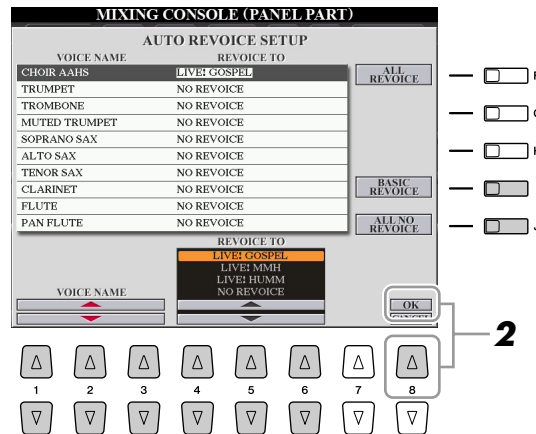 MIXING CONSOLE (PANEL PART)
AUTO REVOICE SETUP
VOICE NAME REVOICE TO
CHOIR AAHS LIVE! GOSPEL
TRUMPET NO REVOICE
TROMBONE NO REVOICE
MUTED TRUMPET NO REVOICE
SOPRANO SAX NO REVOICE
ALTO SAX NO REVOICE
TENOR SAX NO REVOICE
CLARINET NO REVOICE
FLUTE NO REVOICE
PAN FLUTE NO REVOICE
ALL
REVOICE
BASIC
REVOICE
ALL NO
REVOICE
REVOICE TO
LIVE! GOSPEL
LIVE! MMH
LIVE! HUMM
NO REVOICE
VOICE NAME
OK
2
1 2 3 4 5 6 7 8